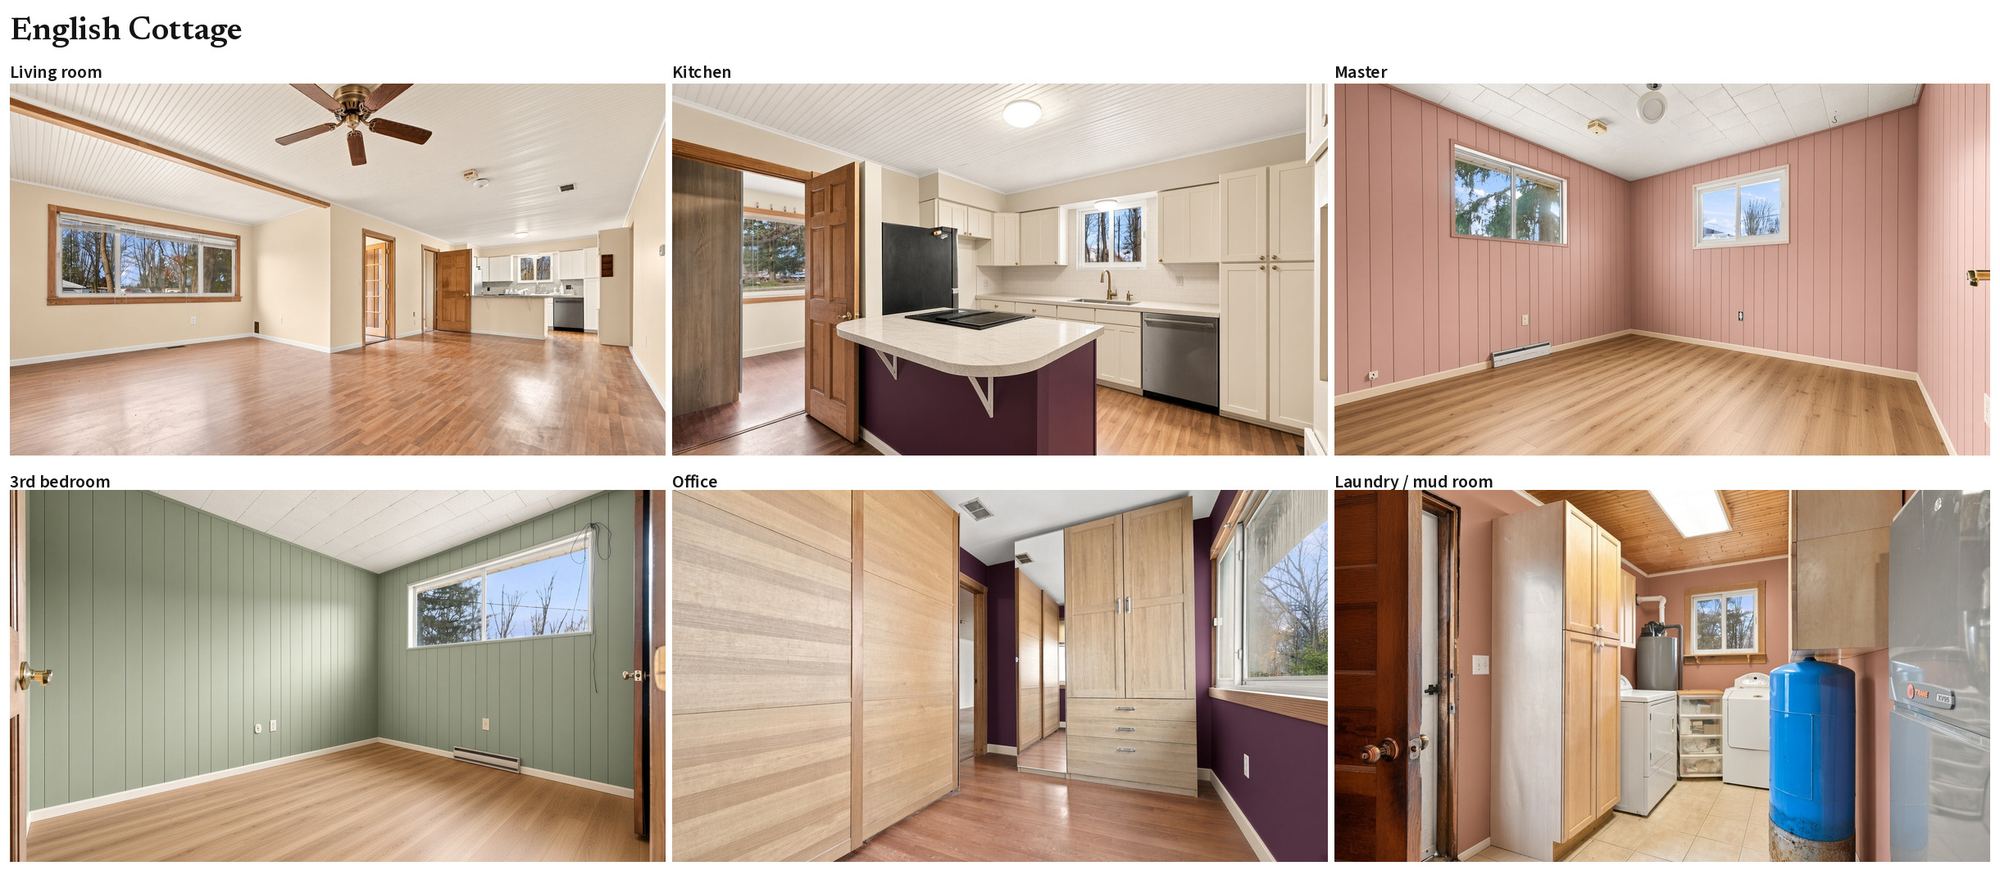 English Cottage
Living room
Kitchen
Master
3rd bedroom
Office
Laundry / mud room